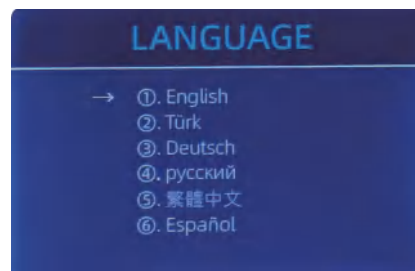 LANGUAGE
→ ①. English
②. Türk
③. Deutsch
④. русский
⑤. 繁體中文
⑥. Español